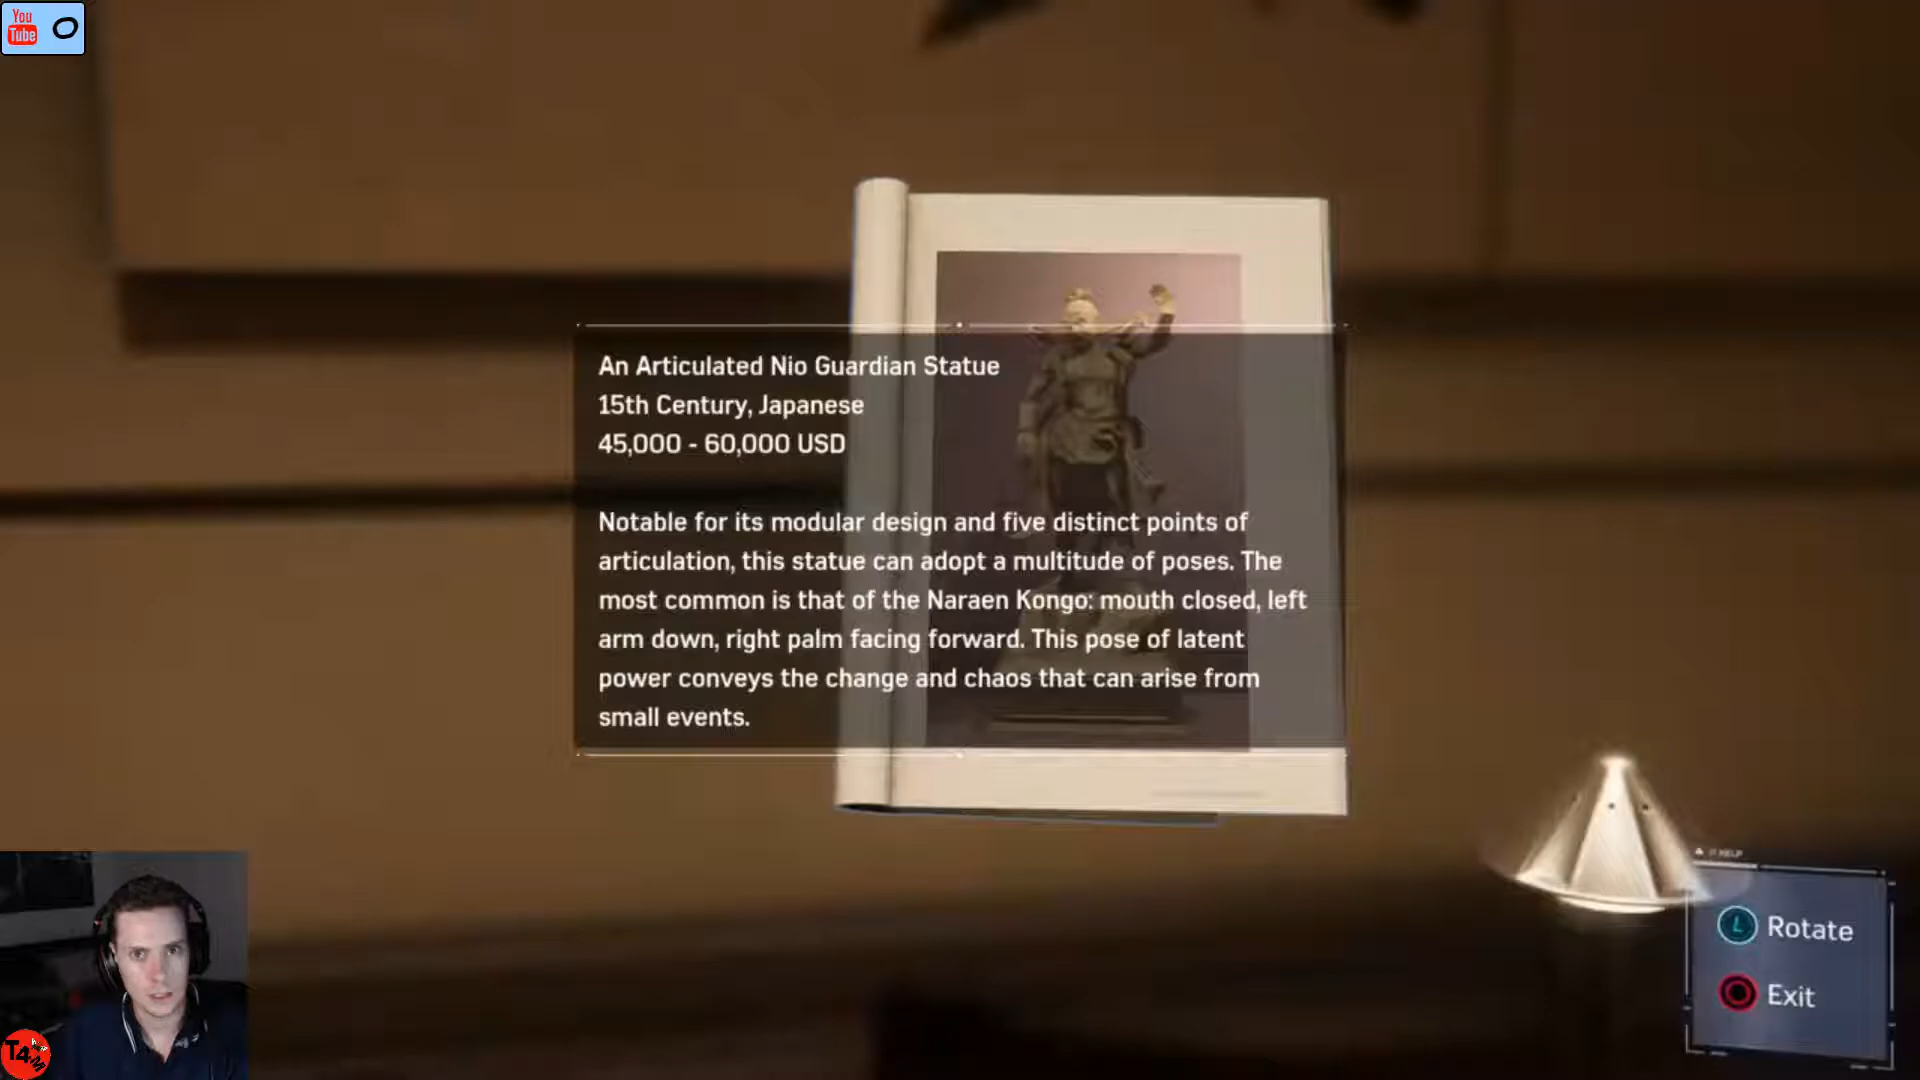 You
Tube
0
An Articulated Nio Guardian Statue
15th Century, Japanese
45,000 - 60,000 USD
Notable for its modular design and five distinct points of
articulation, this statue can adopt a multitude of poses. The
most common is that of the Naraen Kongo: mouth closed, left
arm down, right palm facing forward. This pose of latent
power conveys the change and chaos that can arise from
small events.
L Rotate
Exit
T4